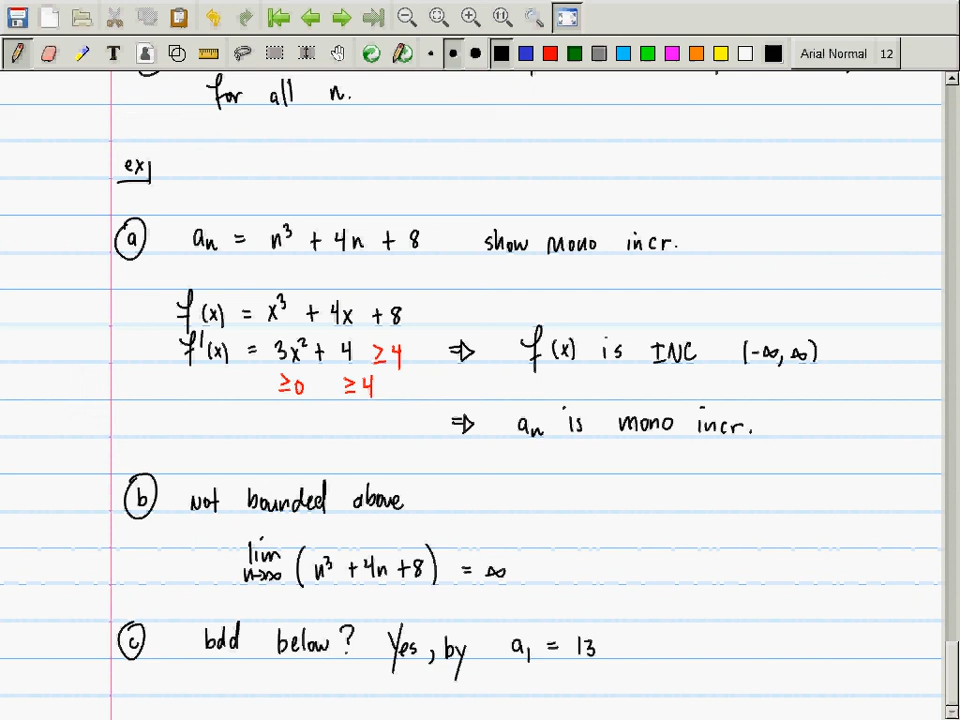 Arial Normal 12
for all n.
ex
(a) aₙ = n³ + 4n + 8 show mono incr.
f(x) = x³ + 4x + 8
f'(x) = 3x² + 4 ≥4 ⇒ f(x) is INC (-∞, ∞)
≥0 ≥4
⇒ aₙ is mono incr.
(b) not bounded above
lim n→∞ (n³ + 4n + 8) = ∞
(c) bdd below? Yes, by a₁ = 13